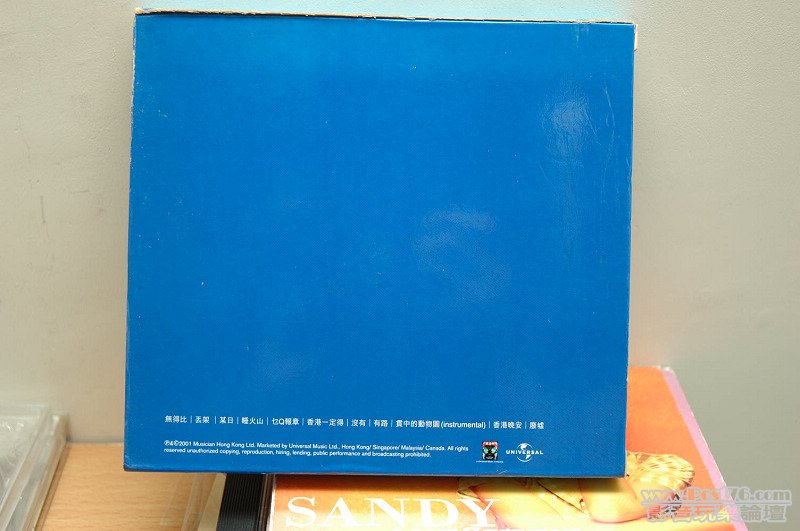 無得比｜丟架｜某日｜睡火山｜乜Q報章｜香港一定得｜沒有｜有路｜貫中的動物園(instrumental)｜香港晚安｜廢墟
℗&©2001 Musician Hong Kong Ltd. Marketed by Universal Music Ltd., Hong Kong/ Singapore/ Malaysia/ Canada. All rights
reserved unauthorized copying, reproduction, hiring, lending, public performance and broadcasting prohibited.
UNIVERSAL
SANDY